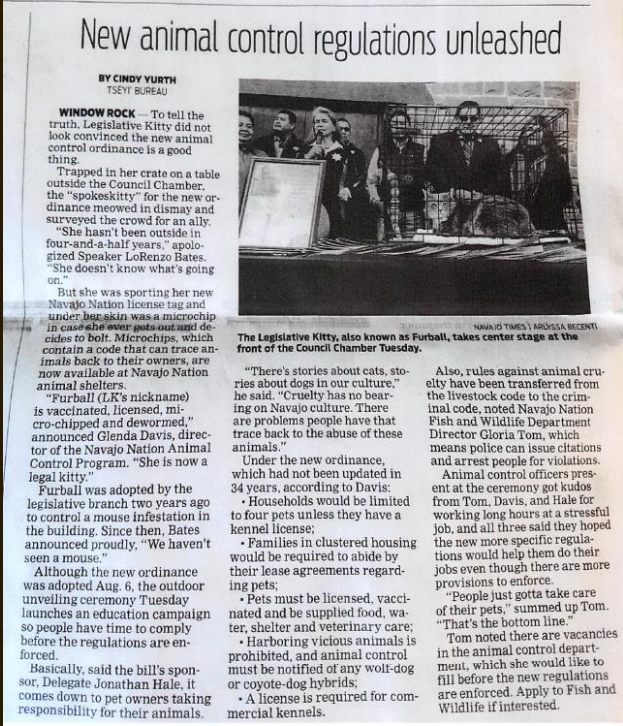 New animal control regulations unleashed
BY CINDY YURTH
TSÉYI' BUREAU
WINDOW ROCK — To tell the
truth, Legislative Kitty did not
look convinced the new animal
control ordinance is a good
thing.
Trapped in her crate on a table
outside the Council Chamber,
the "spokeskitty" for the new or-
dinance meowed in dismay and
surveyed the crowd for an ally.
"She hasn't been outside in
four-and-a-half years," apolo-
gized Speaker LoRenzo Bates.
"She doesn't know what's going
on."
But she was sporting her new
Navajo Nation license tag and
under her skin was a microchip
in case she ever gets out and de-
cides to bolt. Microchips, which
contain a code that can trace an-
imals back to their owners, are
now available at Navajo Nation
animal shelters.
"Furball (LK's nickname)
is vaccinated, licensed, mi-
cro-chipped and dewormed,"
announced Glenda Davis, direc-
tor of the Navajo Nation Animal
Control Program. "She is now a
legal kitty."
Furball was adopted by the
legislative branch two years ago
to control a mouse infestation in
the building. Since then, Bates
announced proudly, "We haven't
seen a mouse."
Although the new ordinance
was adopted Aug. 6, the outdoor
unveiling ceremony Tuesday
launches an education campaign
so people have time to comply
before the regulations are en-
forced.
Basically, said the bill's spon-
sor, Delegate Jonathan Hale, it
comes down to pet owners taking
responsibility for their animals.
NAVAJO TIMES | ARLYSSA BECENTI
The Legislative Kitty, also known as Furball, takes center stage at the
front of the Council Chamber Tuesday.
"There's stories about cats, sto-
ries about dogs in our culture,"
he said. "Cruelty has no bear-
ing on Navajo culture. There
are problems people have that
trace back to the abuse of these
animals."
Under the new ordinance,
which had not been updated in
34 years, according to Davis:
• Households would be limited
to four pets unless they have a
kennel license;
• Families in clustered housing
would be required to abide by
their lease agreements regard-
ing pets;
• Pets must be licensed, vacci-
nated and be supplied food, wa-
ter, shelter and veterinary care;
• Harboring vicious animals is
prohibited, and animal control
must be notified of any wolf-dog
or coyote-dog hybrids;
• A license is required for com-
mercial kennels.
Also, rules against animal cru-
elty have been transferred from
the livestock code to the crim-
inal code, noted Navajo Nation
Fish and Wildlife Department
Director Gloria Tom, which
means police can issue citations
and arrest people for violations.
Animal control officers pres-
ent at the ceremony got kudos
from Tom, Davis, and Hale for
working long hours at a stressful
job, and all three said they hoped
the new more specific regula-
tions would help them do their
jobs even though there are more
provisions to enforce.
"People just gotta take care
of their pets," summed up Tom.
"That's the bottom line."
Tom noted there are vacancies
in the animal control depart-
ment, which she would like to
fill before the new regulations
are enforced. Apply to Fish and
Wildlife if interested.